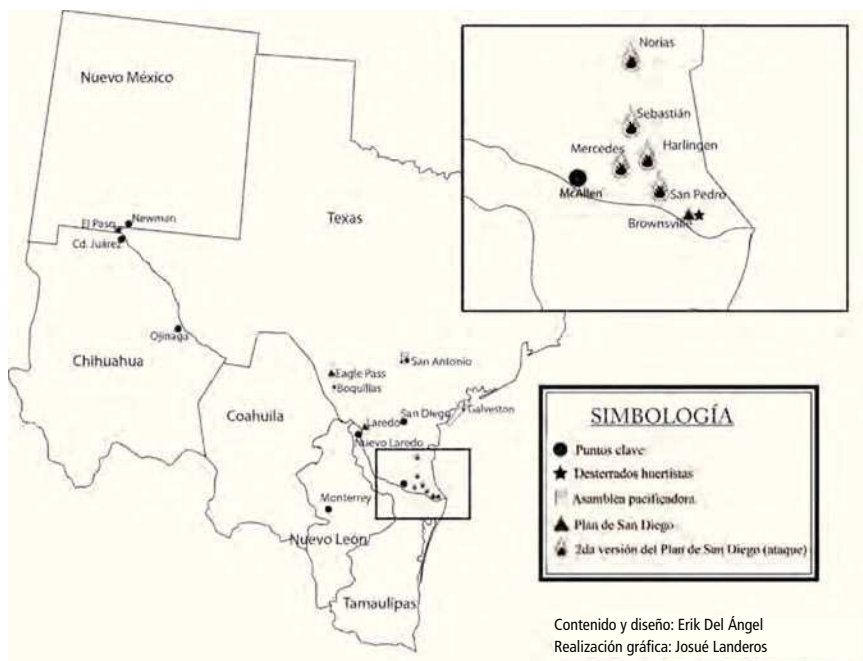 Nuevo México
Texas
El Paso
Newman
Cd. Juárez
Ojinaga
Chihuahua
Coahuila
Eagle Pass
Boquillas
San Antonio
San Diego
Galveston
Laredo
Nuevo Laredo
Monterrey
Nuevo León
Tamaulipas
Norias
Sebastián
Mercedes
Harlingen
McAllen
San Pedro
Brownsville
SIMBOLOGÍA
Puntos clave
Desterrados huertistas
Asamblea pacificadora
Plan de San Diego
2da versión del Plan de San Diego (ataque)
Contenido y diseño: Erik Del Ángel
Realización gráfica: Josué Landeros